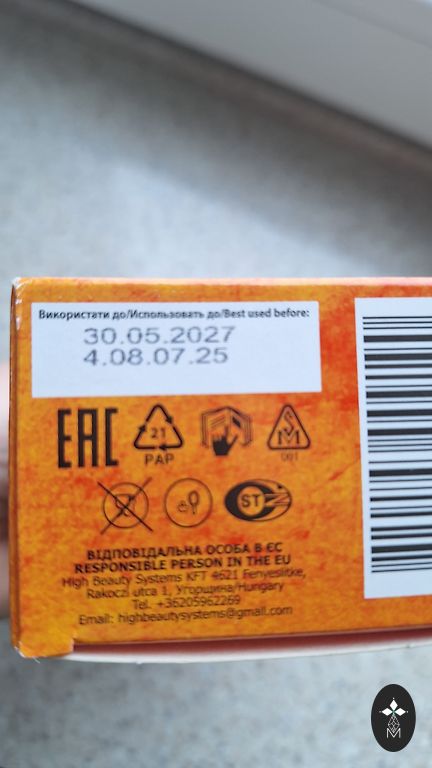 Використати до/Использовать до/Best used before:
30.05.2027
4.08.07.25
EAC
21
PAP
SM
001
ST
ВІДПОВІДАЛЬНА ОСОБА В ЄС
RESPONSIBLE PERSON IN THE EU
High Beauty Systems KFT 4621 Fenyeslitke,
Rakoczi utca 1, Угорщина/Hungary
Tel. +36205962269
Email: highbeautysystems@gmail.com
M